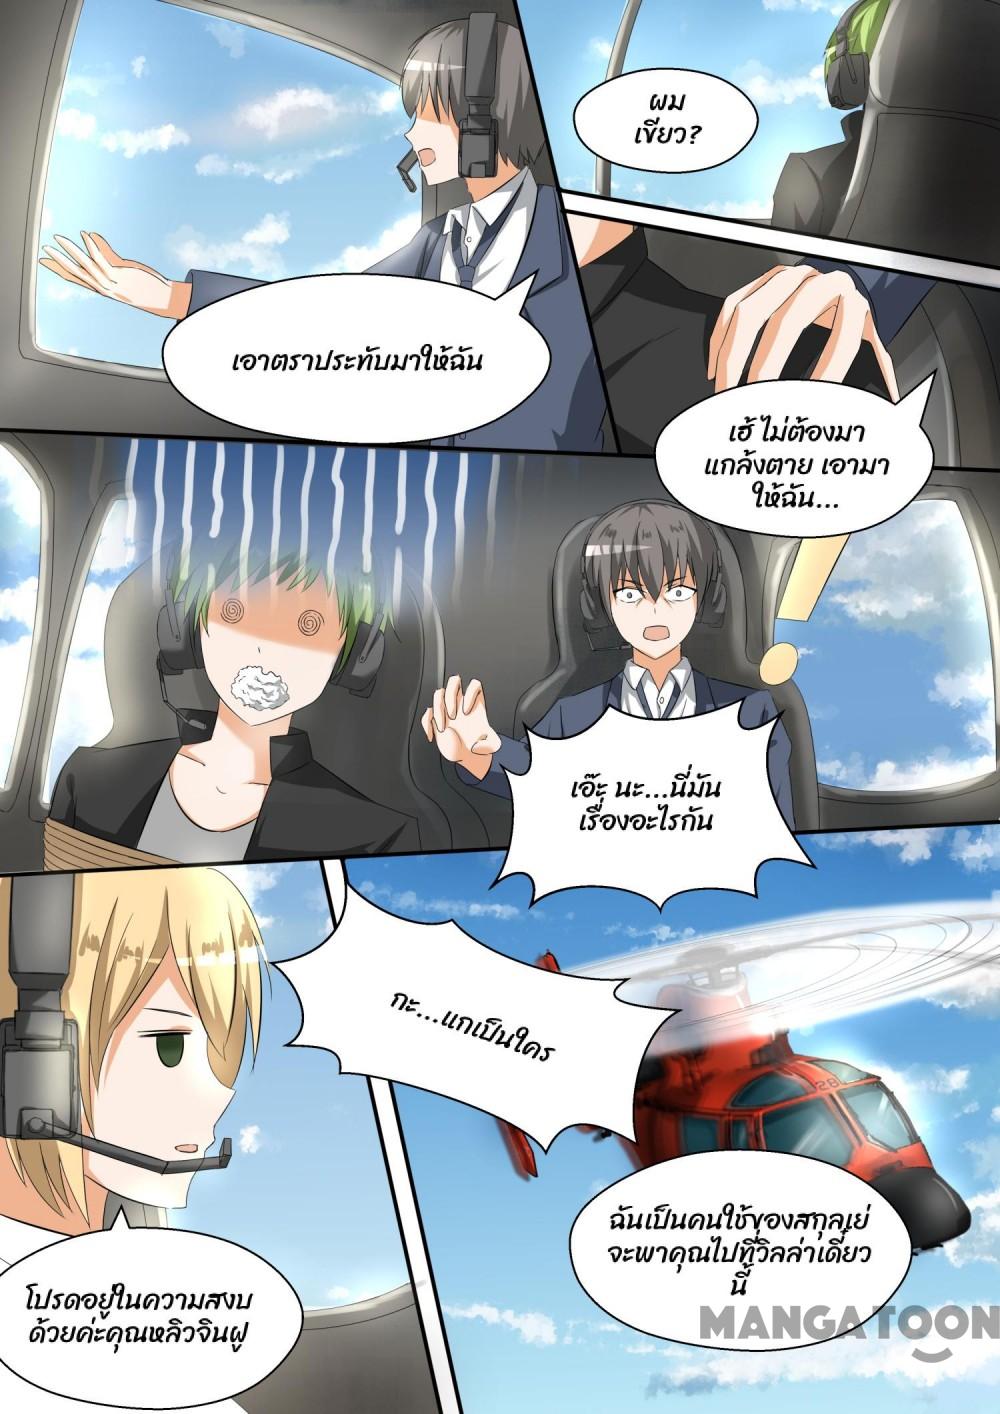 เอาตราประทับมาให้ฉัน
ผม
เขียว?
เฮ้ ไม่ต้องมา
แกล้งตาย เอามา
ให้ฉัน...
เอ๊ะ นะ...นี่มัน
เรื่องอะไรกัน
กะ...แกเป็นใคร
28
ฉันเป็นคนใช้ของสกุลเย่
จะพาคุณไปที่วิลล่าเดี๋ยว
นี้
โปรดอยู่ในความสงบ
ด้วยค่ะคุณหลิวจินฝู
MANGATOON